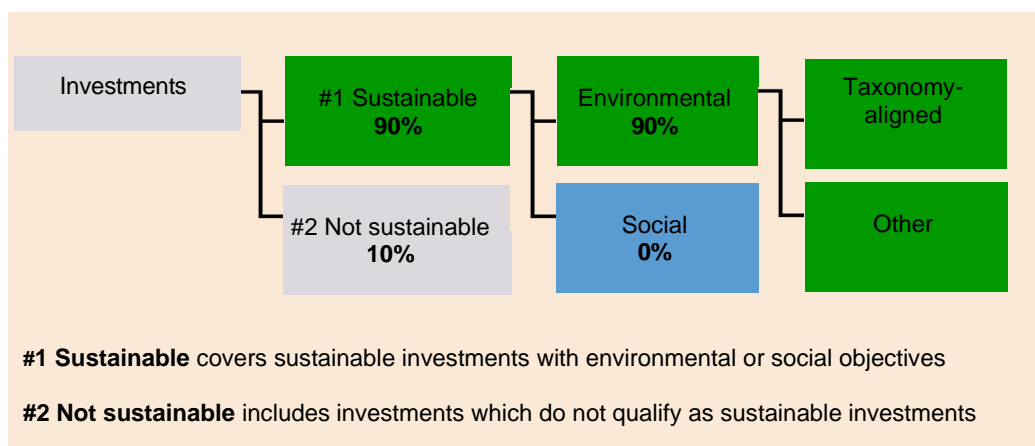 Investments
#1 Sustainable
90%
#2 Not sustainable
10%
Environmental
90%
Social
0%
Taxonomy-
aligned
Other
#1 Sustainable covers sustainable investments with environmental or social objectives
#2 Not sustainable includes investments which do not qualify as sustainable investments